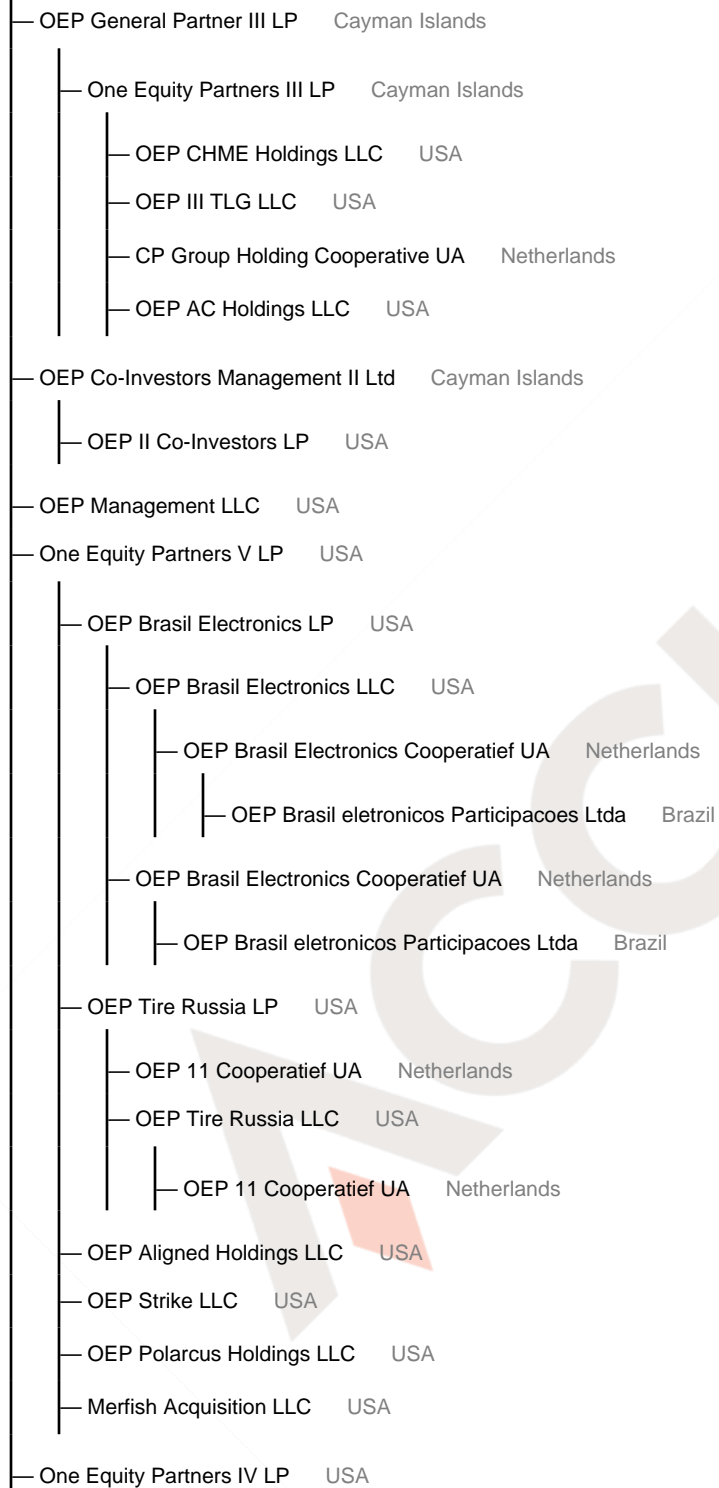 OEP General Partner III LP Cayman Islands
One Equity Partners III LP Cayman Islands
OEP CHME Holdings LLC USA
OEP III TLG LLC USA
CP Group Holding Cooperative UA Netherlands
OEP AC Holdings LLC USA
OEP Co-Investors Management II Ltd Cayman Islands
OEP II Co-Investors LP USA
OEP Management LLC USA
One Equity Partners V LP USA
OEP Brasil Electronics LP USA
OEP Brasil Electronics LLC USA
OEP Brasil Electronics Cooperatief UA Netherlands
OEP Brasil eletronicos Participacoes Ltda Brazil
OEP Brasil Electronics Cooperatief UA Netherlands
OEP Brasil eletronicos Participacoes Ltda Brazil
OEP Tire Russia LP USA
OEP 11 Cooperatief UA Netherlands
OEP Tire Russia LLC USA
OEP 11 Cooperatief UA Netherlands
OEP Aligned Holdings LLC USA
OEP Strike LLC USA
OEP Polarcus Holdings LLC USA
Merfish Acquisition LLC USA
One Equity Partners IV LP USA